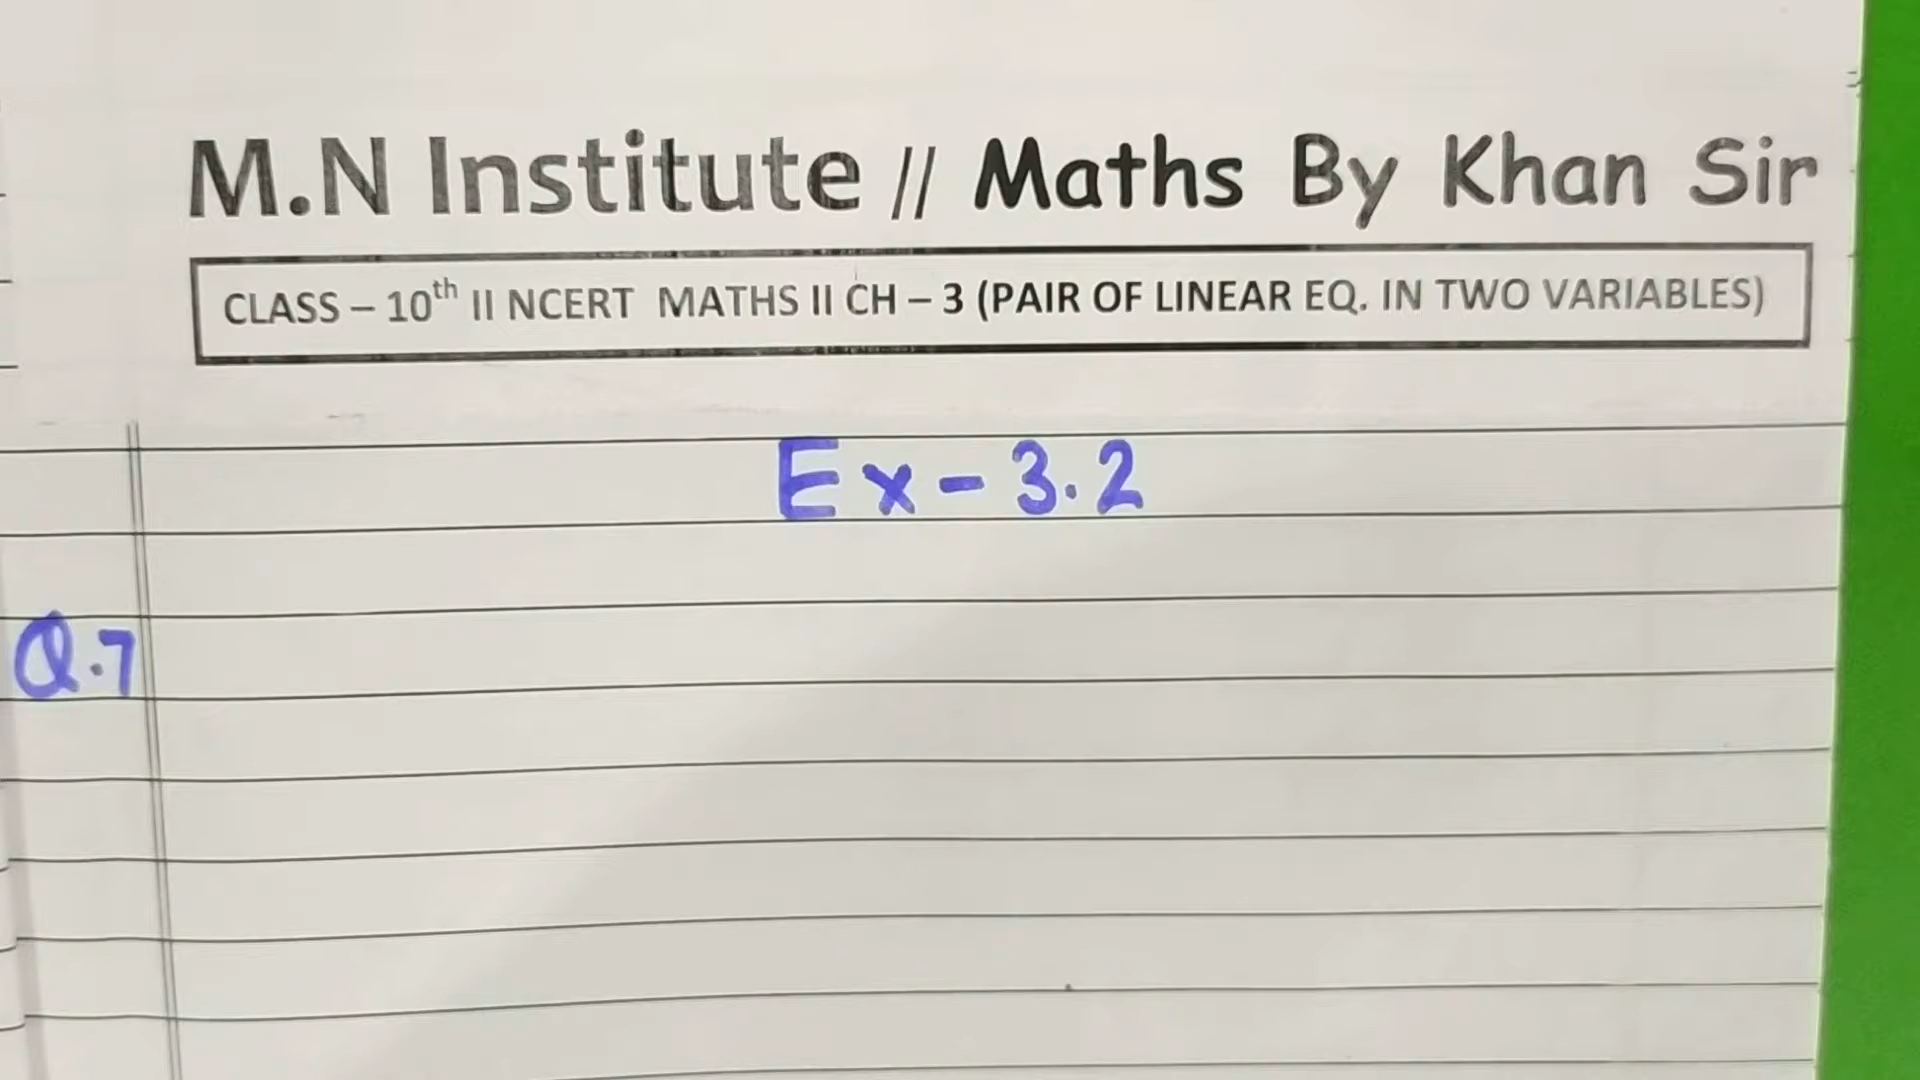 M.N Institute // Maths By Khan Sir
CLASS – 10th II NCERT MATHS II CH – 3 (PAIR OF LINEAR EQ. IN TWO VARIABLES)
Ex - 3.2
Q.7